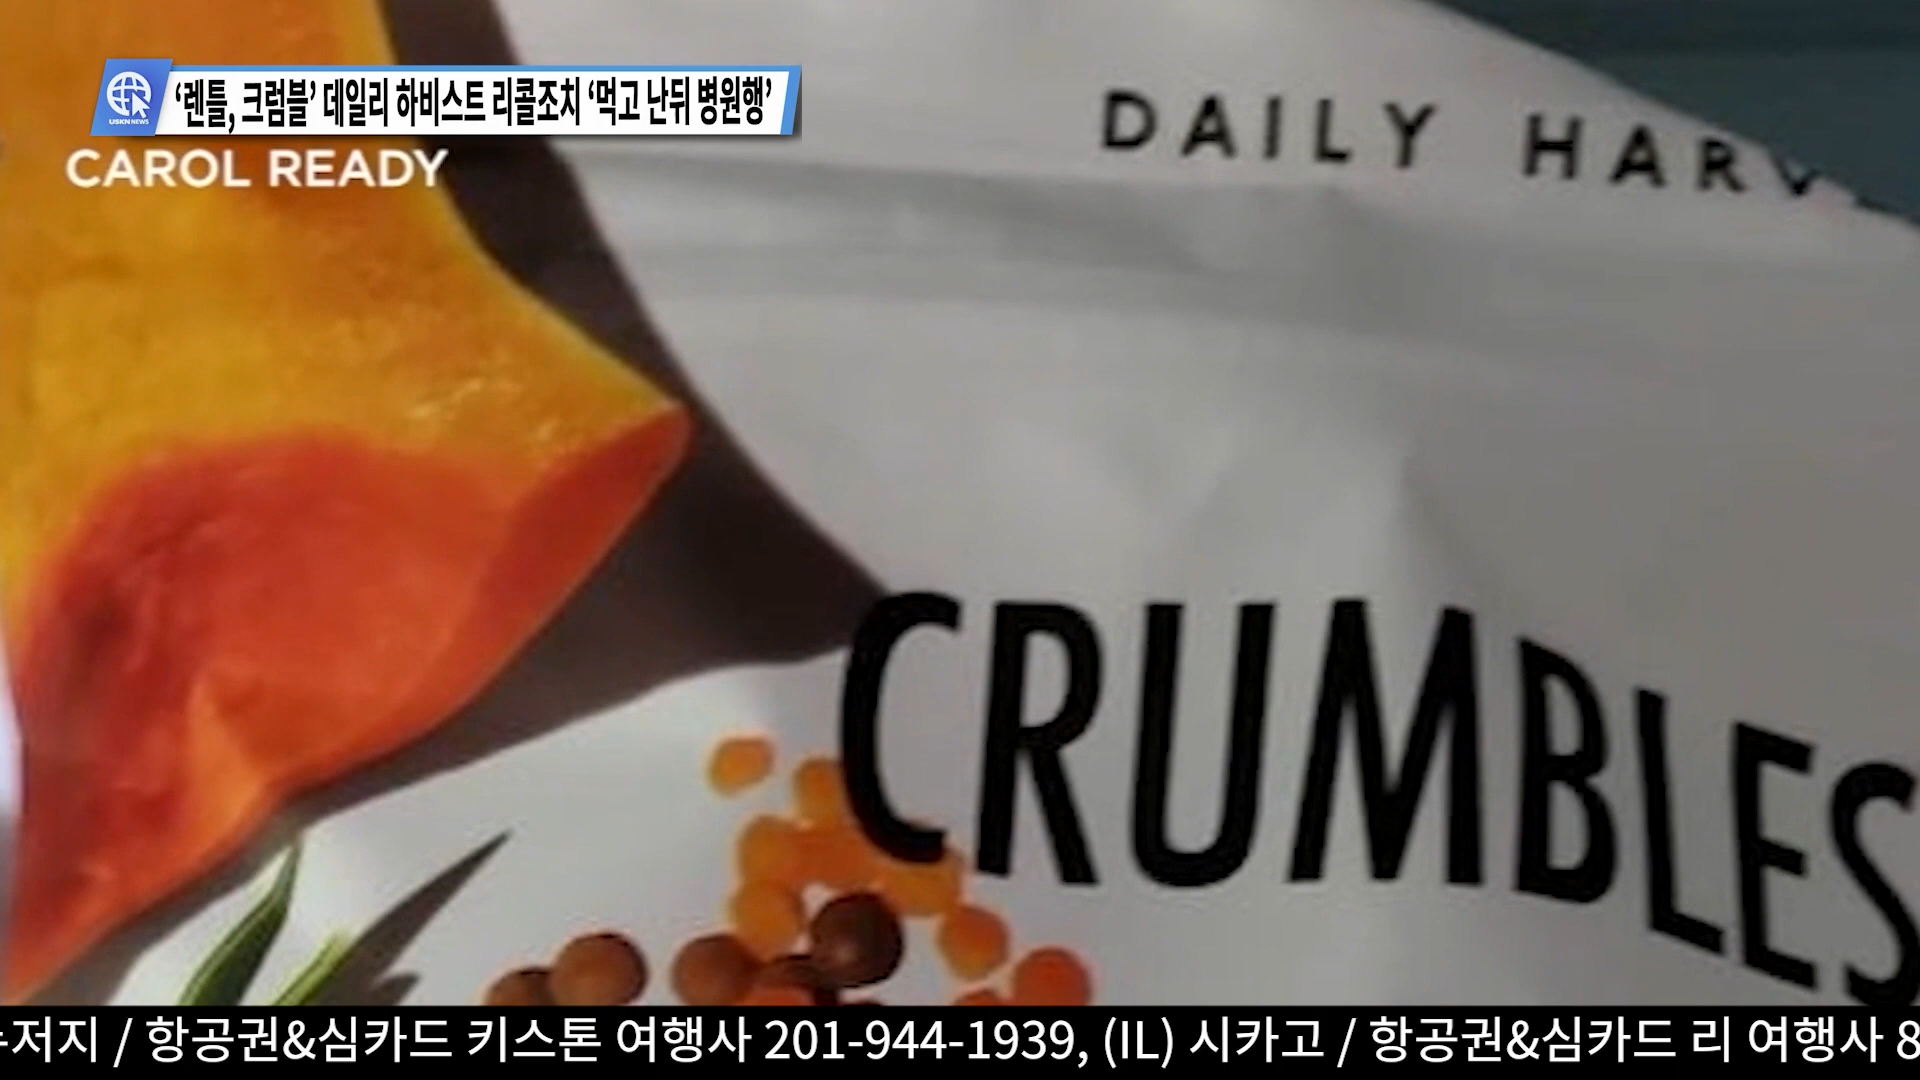 ‘렌틀, 크럼블’ 데일리 하비스트 리콜조치 ‘먹고 난뒤 병원행’
USKN NEWS
CAROL READY
DAILY HARV
CRUMBLES
저지 / 항공권&심카드 키스톤 여행사 201-944-1939, (IL) 시카고 / 항공권&심카드 리 여행사 8